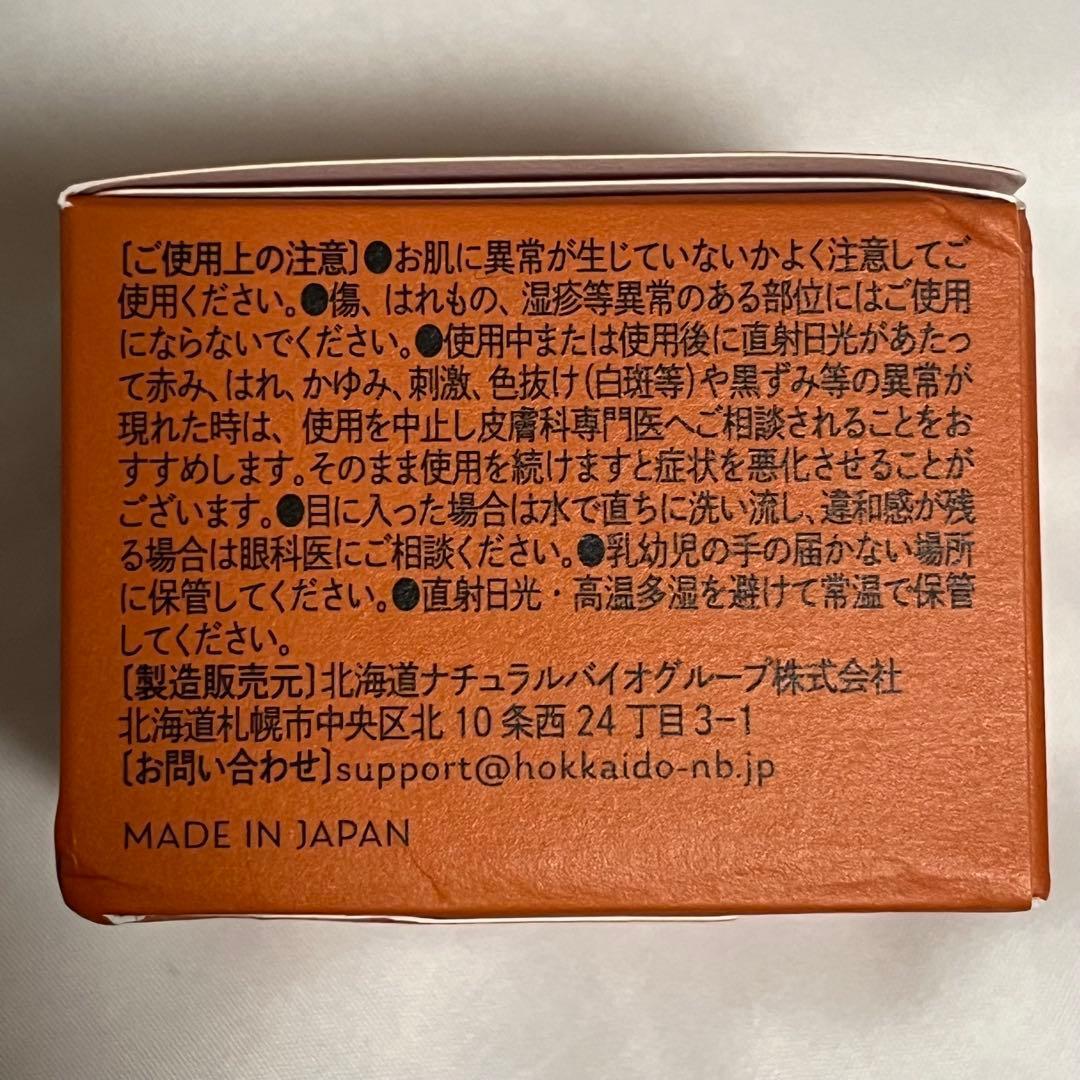 [ご使用上の注意]●お肌に異常が生じていないかよく注意してご
使用ください。●傷、はれもの、湿疹等異常のある部位にはご使用
にならないでください。●使用中または使用後に直射日光があたっ
て赤み、はれ、かゆみ、刺激、色抜け(白斑等)や黒ずみ等の異常が
現れた時は、使用を中止し皮膚科専門医へご相談されることをお
すすめします。そのまま使用を続けますと症状を悪化させることが
ございます。●目に入った場合は水で直ちに洗い流し、違和感が残
る場合は眼科医にご相談ください。●乳幼児の手の届かない場所
に保管してください。●直射日光・高温多湿を避けて常温で保管
してください。
[製造販売元]北海道ナチュラルバイオグループ株式会社
北海道札幌市中央区北10条西24丁目3-1
[お問い合わせ]support@hokkaido-nb.jp
MADE IN JAPAN